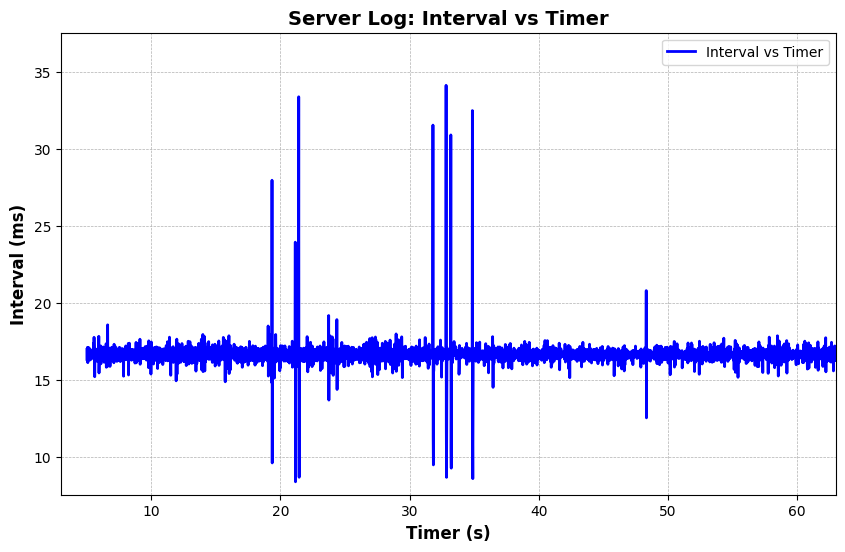 Server Log: Interval vs Timer
Interval vs Timer
Interval (ms)
35
30
25
20
15
10
10 20 30 40 50 60
Timer (s)